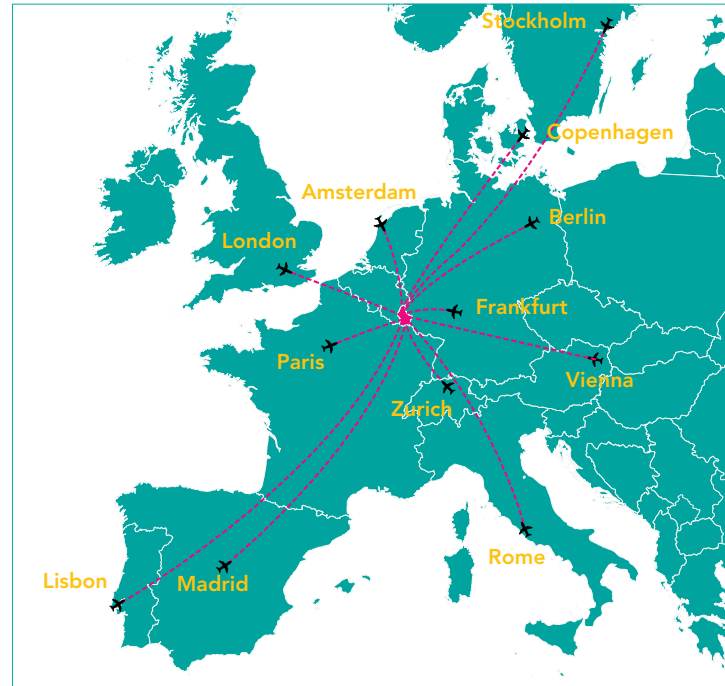 Stockholm
Copenhagen
Amsterdam
Berlin
London
Frankfurt
Paris
Vienna
Zurich
Rome
Madrid
Lisbon